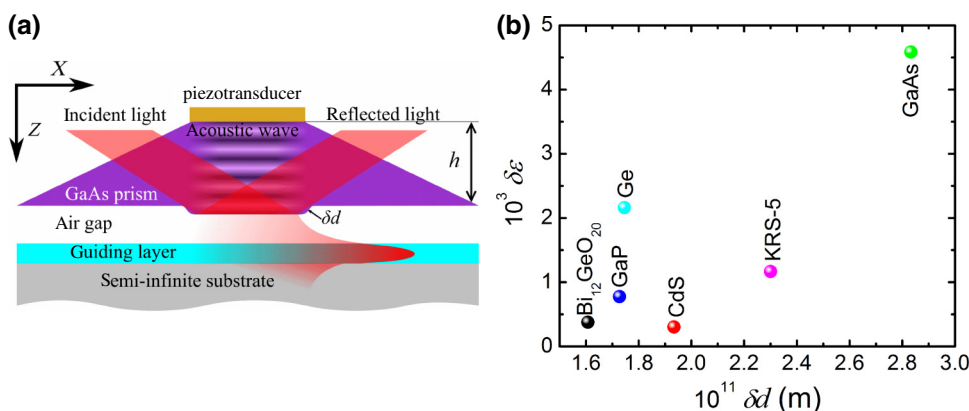 (a)
X
Z
piezotransducer
Incident light
Reflected light
Acoustic wave
h
GaAs prism
δd
Air gap
Guiding layer
Semi-infinite substrate
(b)
10³ δε
5
4
3
2
1
0
Bi₁₂GeO₂₀
GaP
Ge
CdS
KRS-5
GaAs
1.6 1.8 2.0 2.2 2.4 2.6 2.8 3.0
10¹¹ δd (m)